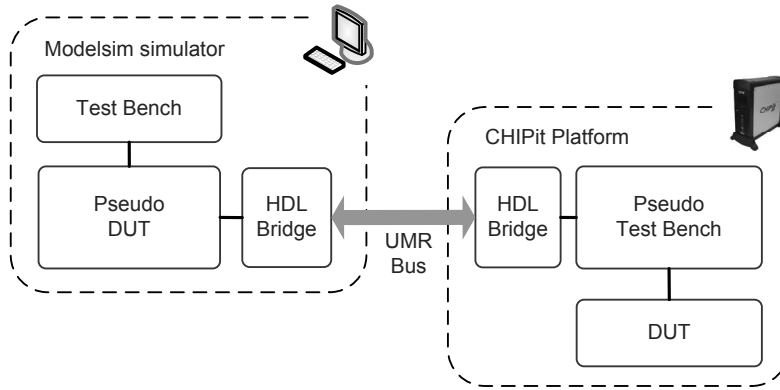 Modelsim simulator
Test Bench
Pseudo
DUT
HDL
Bridge
UMR
Bus
CHIPit Platform
HDL
Bridge
Pseudo
Test Bench
DUT